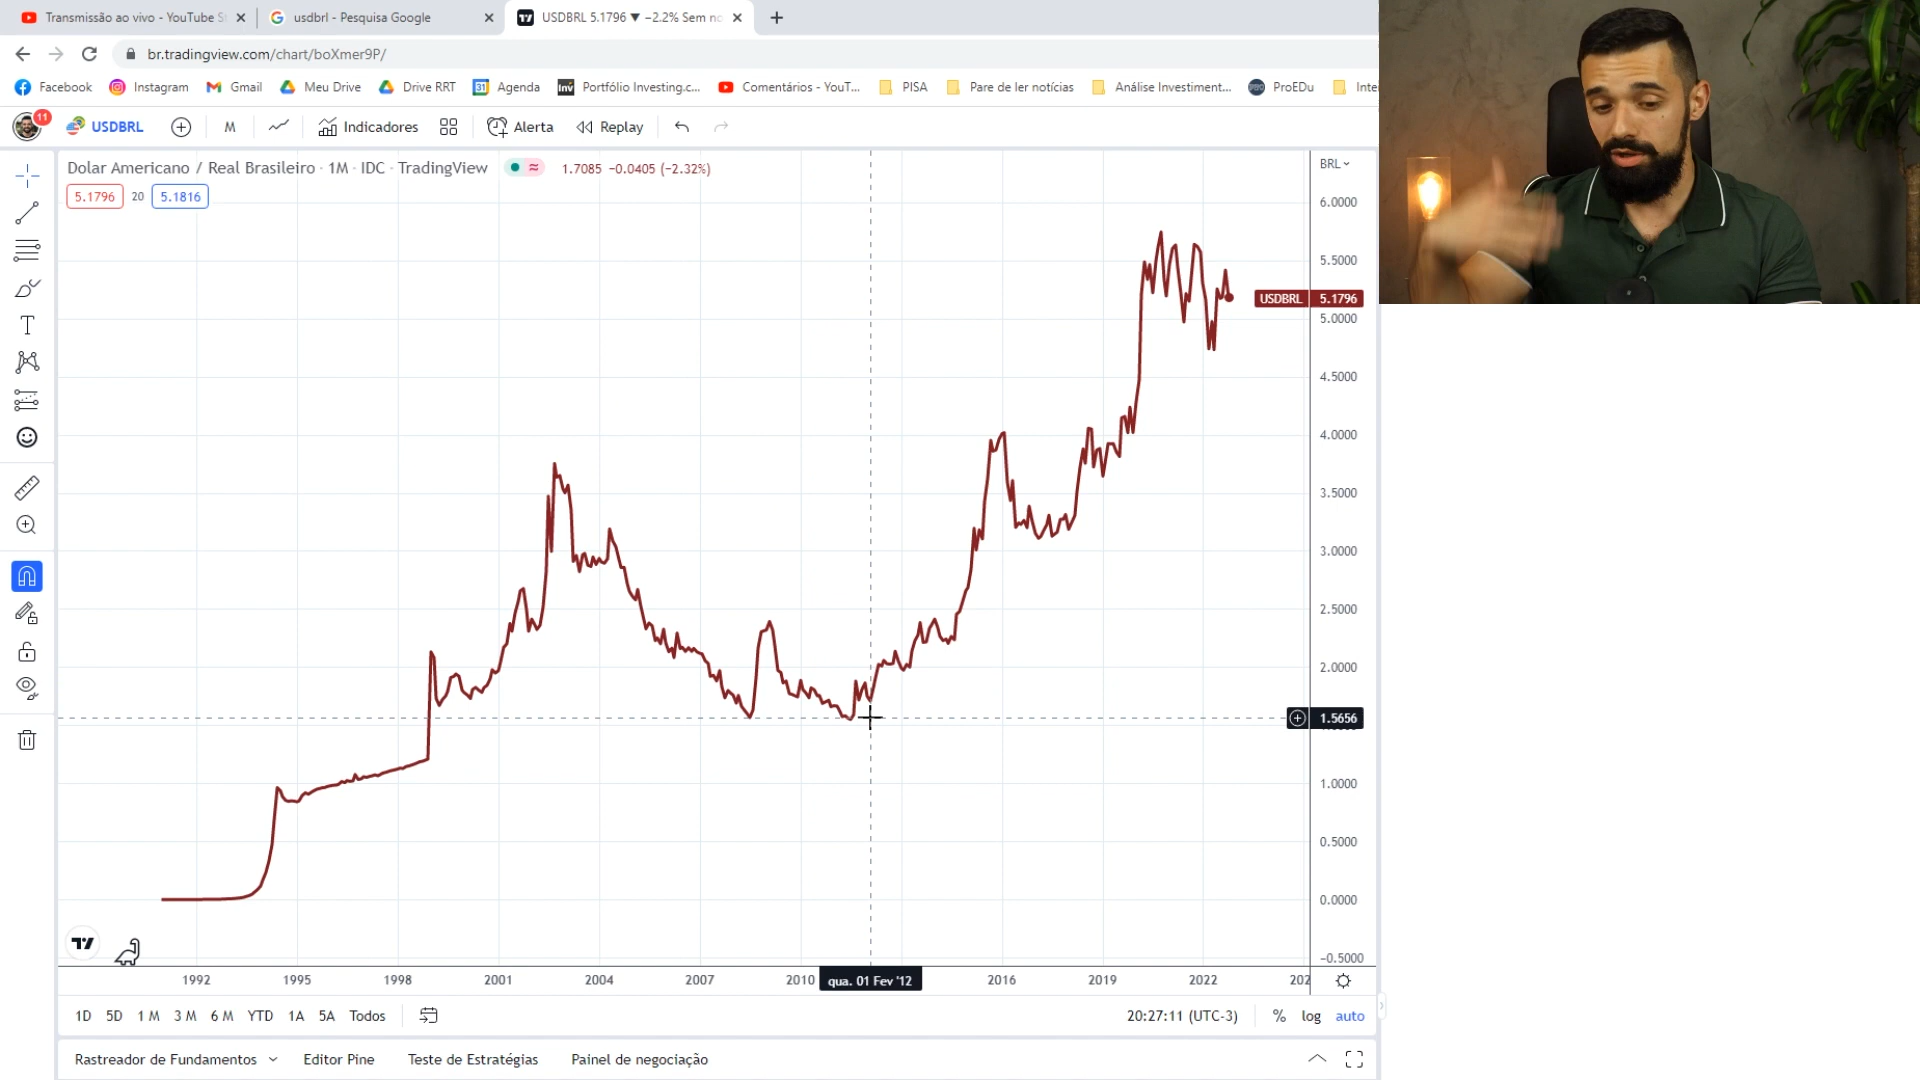 Transmissão ao vivo - YouTube S
usdbrl - Pesquisa Google
USDBRL 5.1796 ▼ −2.2% Sem no
br.tradingview.com/chart/boXmer9P/
Facebook
Instagram
Gmail
Meu Drive
Drive RRT
31
Agenda
Inv
Portfólio Investing.c...
Comentários - YouT...
PISA
Pare de ler notícias
Análise Investiment...
ProEdu
Inte
11
USDBRL
M
Indicadores
Alerta
Replay
Dolar Americano / Real Brasileiro · 1M · IDC · TradingView
1.7085 −0.0405 (−2.32%)
BRL
5.1796 20 5.1816
6.0000
5.5000
USDBRL 5.1796
5.0000
4.5000
4.0000
3.5000
3.0000
2.5000
2.0000
1.5656
1.0000
0.5000
0.0000
−0.5000
1992 1995 1998 2001 2004 2007 2010 qua. 01 Fev '12 2016 2019 2022 202
1D 5D 1 M 3 M 6 M YTD 1A 5A Todos
20:27:11 (UTC-3) % log auto
Rastreador de Fundamentos Editor Pine Teste de Estratégias Painel de negociação